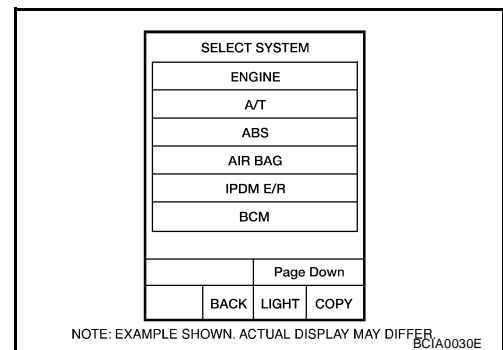 SELECT SYSTEM
ENGINE
A/T
ABS
AIR BAG
IPDM E/R
BCM
Page Down
BACK LIGHT COPY
NOTE: EXAMPLE SHOWN. ACTUAL DISPLAY MAY DIFFER.
BCIA0030E